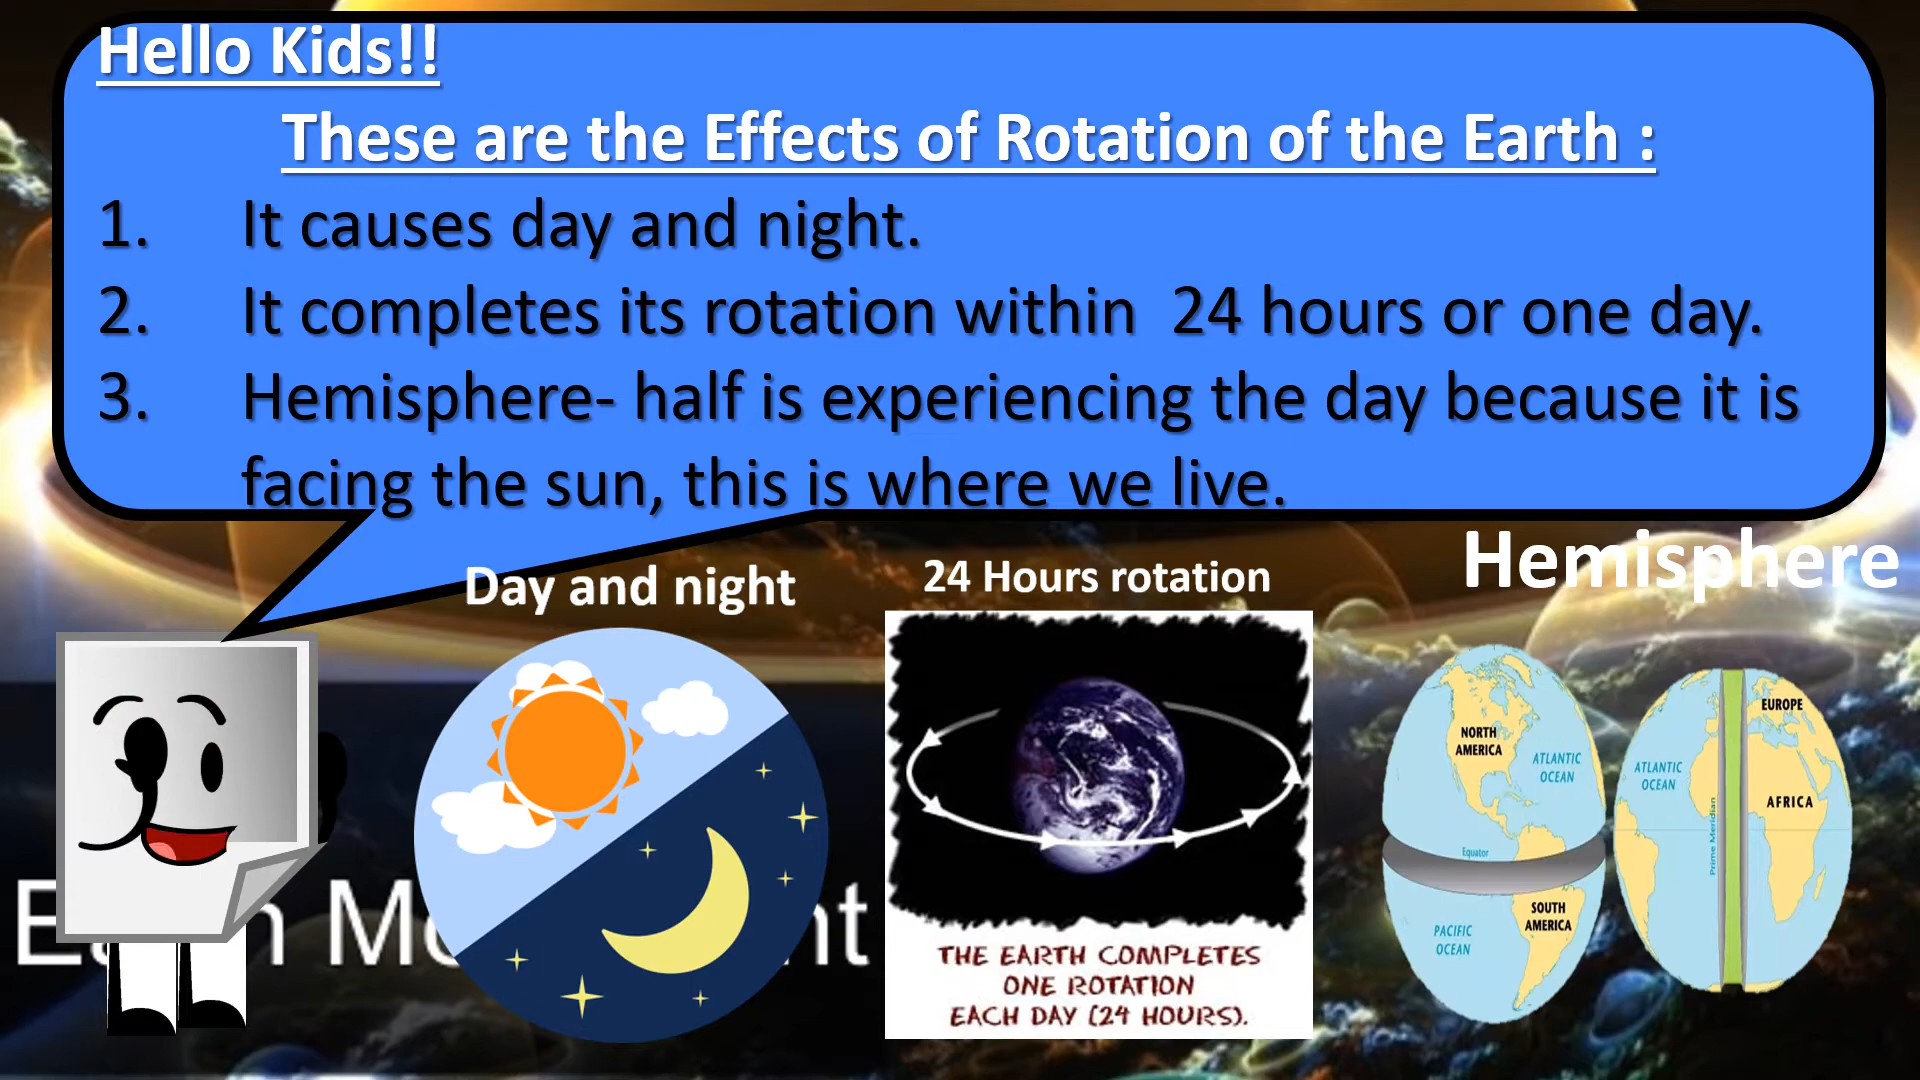 Hello Kids!!
These are the Effects of Rotation of the Earth :
1. It causes day and night.
2. It completes its rotation within 24 hours or one day.
3. Hemisphere- half is experiencing the day because it is
facing the sun, this is where we live.
Day and night
24 Hours rotation
Hemisphere
THE EARTH COMPLETES
ONE ROTATION
EACH DAY (24 HOURS).
NORTH
AMERICA
ATLANTIC
OCEAN
Equator
SOUTH
AMERICA
PACIFIC
OCEAN
EUROPE
ATLANTIC
OCEAN
AFRICA
Prime Meridian